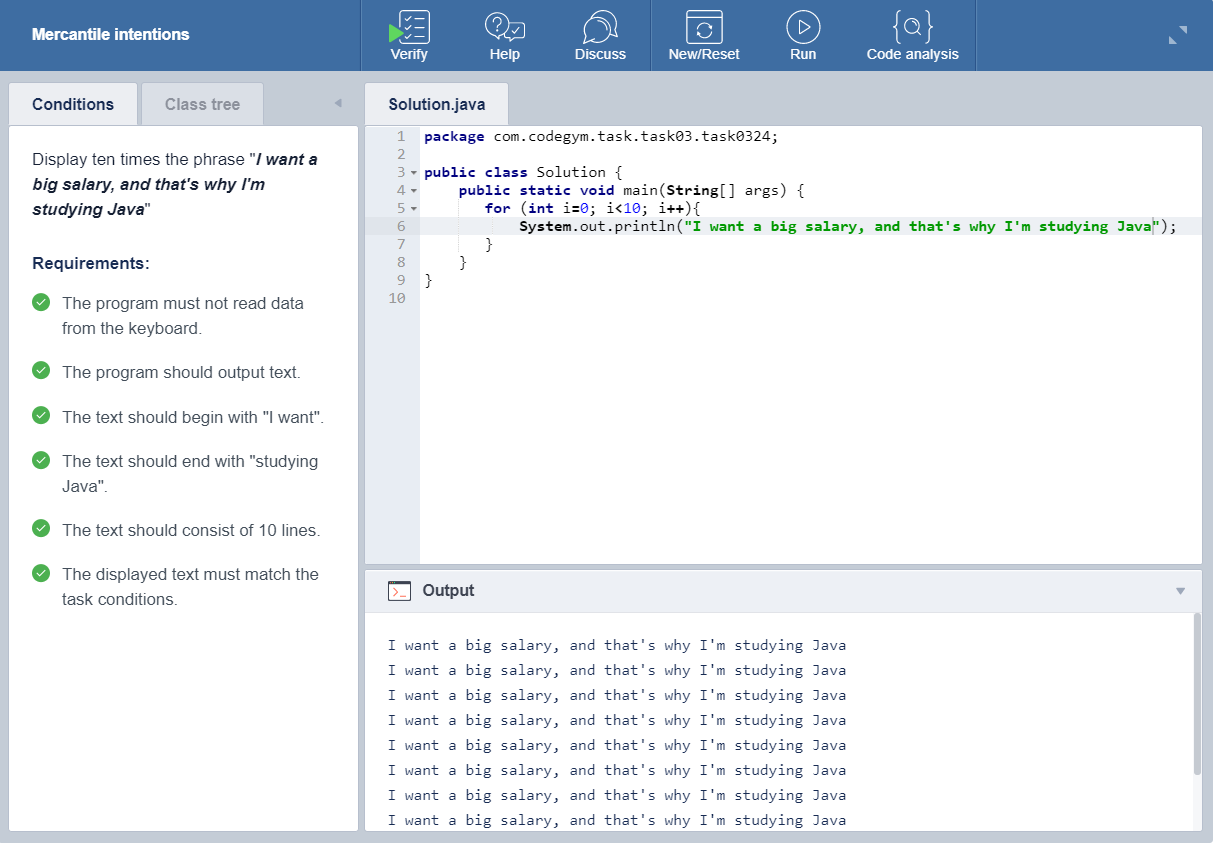 Mercantile intentions
Verify
Help
Discuss
New/Reset
Run
Code analysis
Conditions
Class tree
Display ten times the phrase "I want a
big salary, and that's why I'm
studying Java"
Requirements:
The program must not read data
from the keyboard.
The program should output text.
The text should begin with "I want".
The text should end with "studying
Java".
The text should consist of 10 lines.
The displayed text must match the
task conditions.
Solution.java
1 package com.codegym.task.task03.task0324;
2
3 public class Solution {
4     public static void main(String[] args) {
5        for (int i=0; i<10; i++){
6            System.out.println("I want a big salary, and that's why I'm studying Java");
7        }
8     }
9 }
10
Output
I want a big salary, and that's why I'm studying Java
I want a big salary, and that's why I'm studying Java
I want a big salary, and that's why I'm studying Java
I want a big salary, and that's why I'm studying Java
I want a big salary, and that's why I'm studying Java
I want a big salary, and that's why I'm studying Java
I want a big salary, and that's why I'm studying Java
I want a big salary, and that's why I'm studying Java